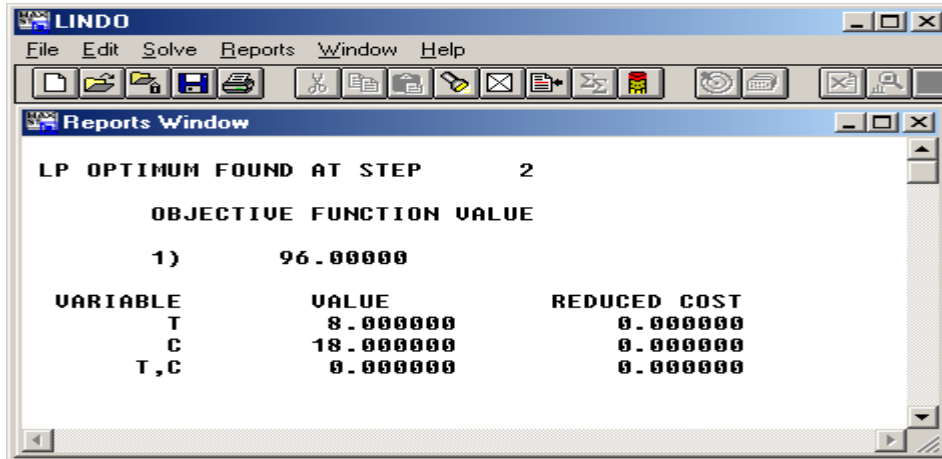 LINDO
File Edit Solve Reports Window Help
Reports Window
LP OPTIMUM FOUND AT STEP 2
OBJECTIVE FUNCTION VALUE
1) 96.00000
VARIABLE VALUE REDUCED COST
T 8.000000 0.000000
C 18.000000 0.000000
T,C 0.000000 0.000000